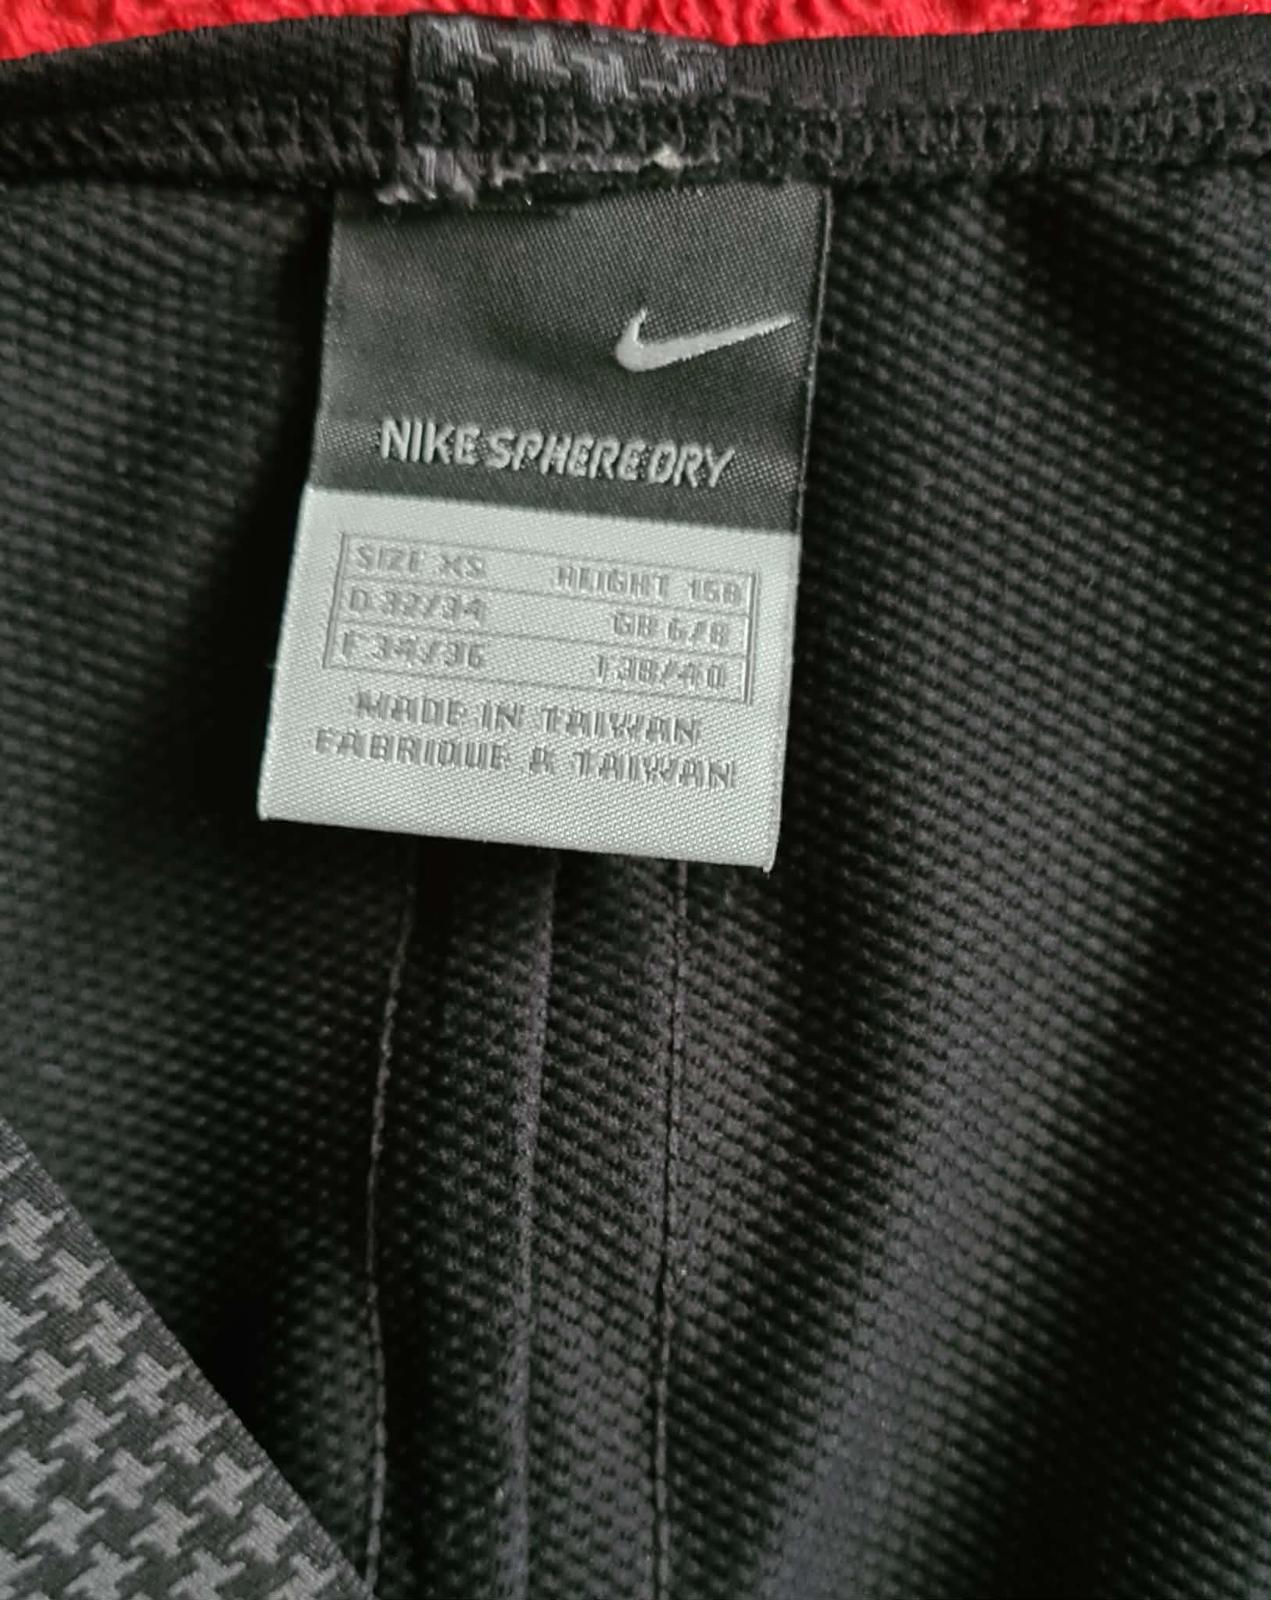 NIKE SPHERE DRY
SIZE XS HEIGHT 158
D 32/34 GB 6/8
F 34/36 I 38/40
MADE IN TAIWAN
FABRIQUE A TAIWAN